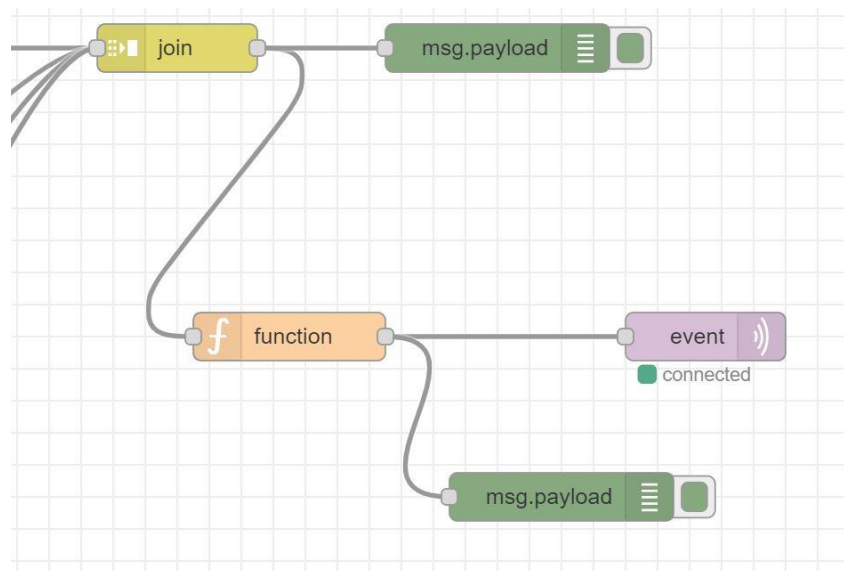 join
msg.payload
function
event
connected
msg.payload